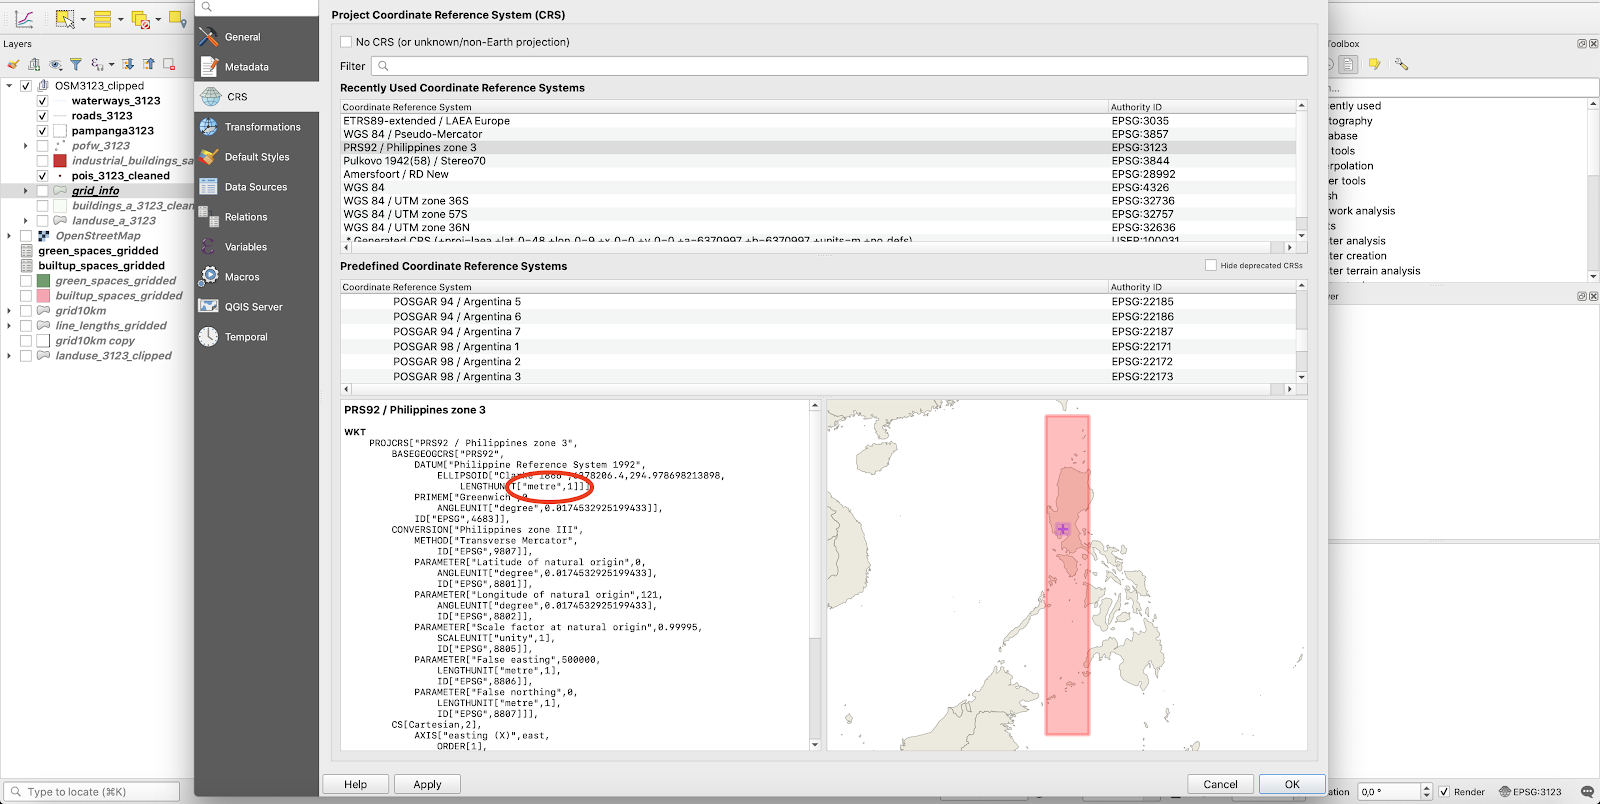 Layers
OSM3123_clipped
waterways_3123
roads_3123
pampanga3123
pofw_3123
industrial_buildings_sa
pois_3123_cleaned
grid_info
buildings_a_3123_clean
landuse_a_3123
OpenStreetMap
green_spaces_gridded
builtup_spaces_gridded
green_spaces_gridded
builtup_spaces_gridded
grid10km
line_lengths_gridded
grid10km copy
landuse_3123_clipped
Type to locate (⌘K)
General
Metadata
CRS
Transformations
Default Styles
Data Sources
Relations
Variables
Macros
QGIS Server
Temporal
Project Coordinate Reference System (CRS)
No CRS (or unknown/non-Earth projection)
Filter
Recently Used Coordinate Reference Systems
Coordinate Reference System Authority ID
ETRS89-extended / LAEA Europe EPSG:3035
WGS 84 / Pseudo-Mercator EPSG:3857
PRS92 / Philippines zone 3 EPSG:3123
Pulkovo 1942(58) / Stereo70 EPSG:3844
Amersfoort / RD New EPSG:28992
WGS 84 EPSG:4326
WGS 84 / UTM zone 36S EPSG:32736
WGS 84 / UTM zone 57S EPSG:32757
WGS 84 / UTM zone 36N EPSG:32636
* Generated CRS (+proj=laea +lat_0=48 +lon_0=9 +x_0=0 +y_0=0 +a=6370997 +b=6370997 +units=m +no_defs) USER:100031
Predefined Coordinate Reference Systems
Hide deprecated CRSs
Coordinate Reference System Authority ID
POSGAR 94 / Argentina 5 EPSG:22185
POSGAR 94 / Argentina 6 EPSG:22186
POSGAR 94 / Argentina 7 EPSG:22187
POSGAR 98 / Argentina 1 EPSG:22171
POSGAR 98 / Argentina 2 EPSG:22172
POSGAR 98 / Argentina 3 EPSG:22173
PRS92 / Philippines zone 3
WKT
PROJCRS["PRS92 / Philippines zone 3",
BASEGEOGCRS["PRS92",
DATUM["Philippine Reference System 1992",
ELLIPSOID["Clarke 1866",6378206.4,294.978698213898,
LENGTHUNIT["metre",1]]],
PRIMEM["Greenwich",0,
ANGLEUNIT["degree",0.0174532925199433]],
ID["EPSG",4683]],
CONVERSION["Philippines zone III",
METHOD["Transverse Mercator",
ID["EPSG",9807]],
PARAMETER["Latitude of natural origin",0,
ANGLEUNIT["degree",0.0174532925199433],
ID["EPSG",8801]],
PARAMETER["Longitude of natural origin",121,
ANGLEUNIT["degree",0.0174532925199433],
ID["EPSG",8802]],
PARAMETER["Scale factor at natural origin",0.99995,
SCALEUNIT["unity",1],
ID["EPSG",8805]],
PARAMETER["False easting",500000,
LENGTHUNIT["metre",1],
ID["EPSG",8806]],
PARAMETER["False northing",0,
LENGTHUNIT["metre",1],
ID["EPSG",8807]]],
CS[Cartesian,2],
AXIS["easting (X)",east,
ORDER[1],
Help
Apply
Cancel
OK
Toolbox
ently used
tography
abase
tools
rpolation
er tools
sh
work analysis
ts
ter analysis
ter creation
ter terrain analysis
ver
ation 0,0 ° Render EPSG:3123